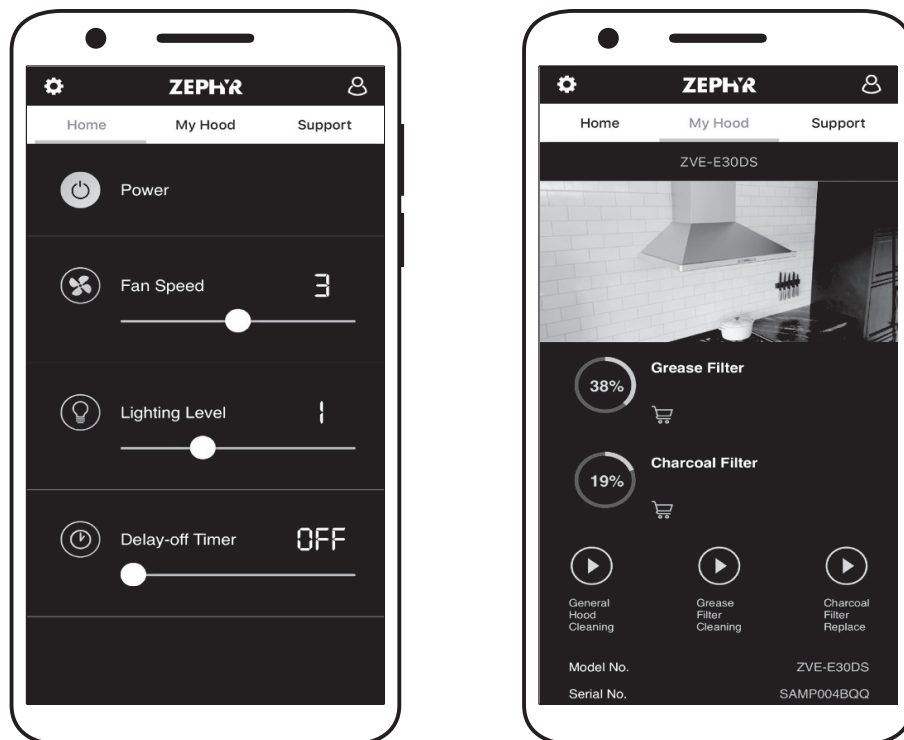 ZEPHYR
Home My Hood Support
Power
Fan Speed 3
Lighting Level 1
Delay-off Timer OFF
ZEPHYR
Home My Hood Support
ZVE-E30DS
38% Grease Filter
19% Charcoal Filter
General Grease Charcoal
Hood Filter Filter
Cleaning Cleaning Replace
Model No. ZVE-E30DS
Serial No. SAMP004BQQ